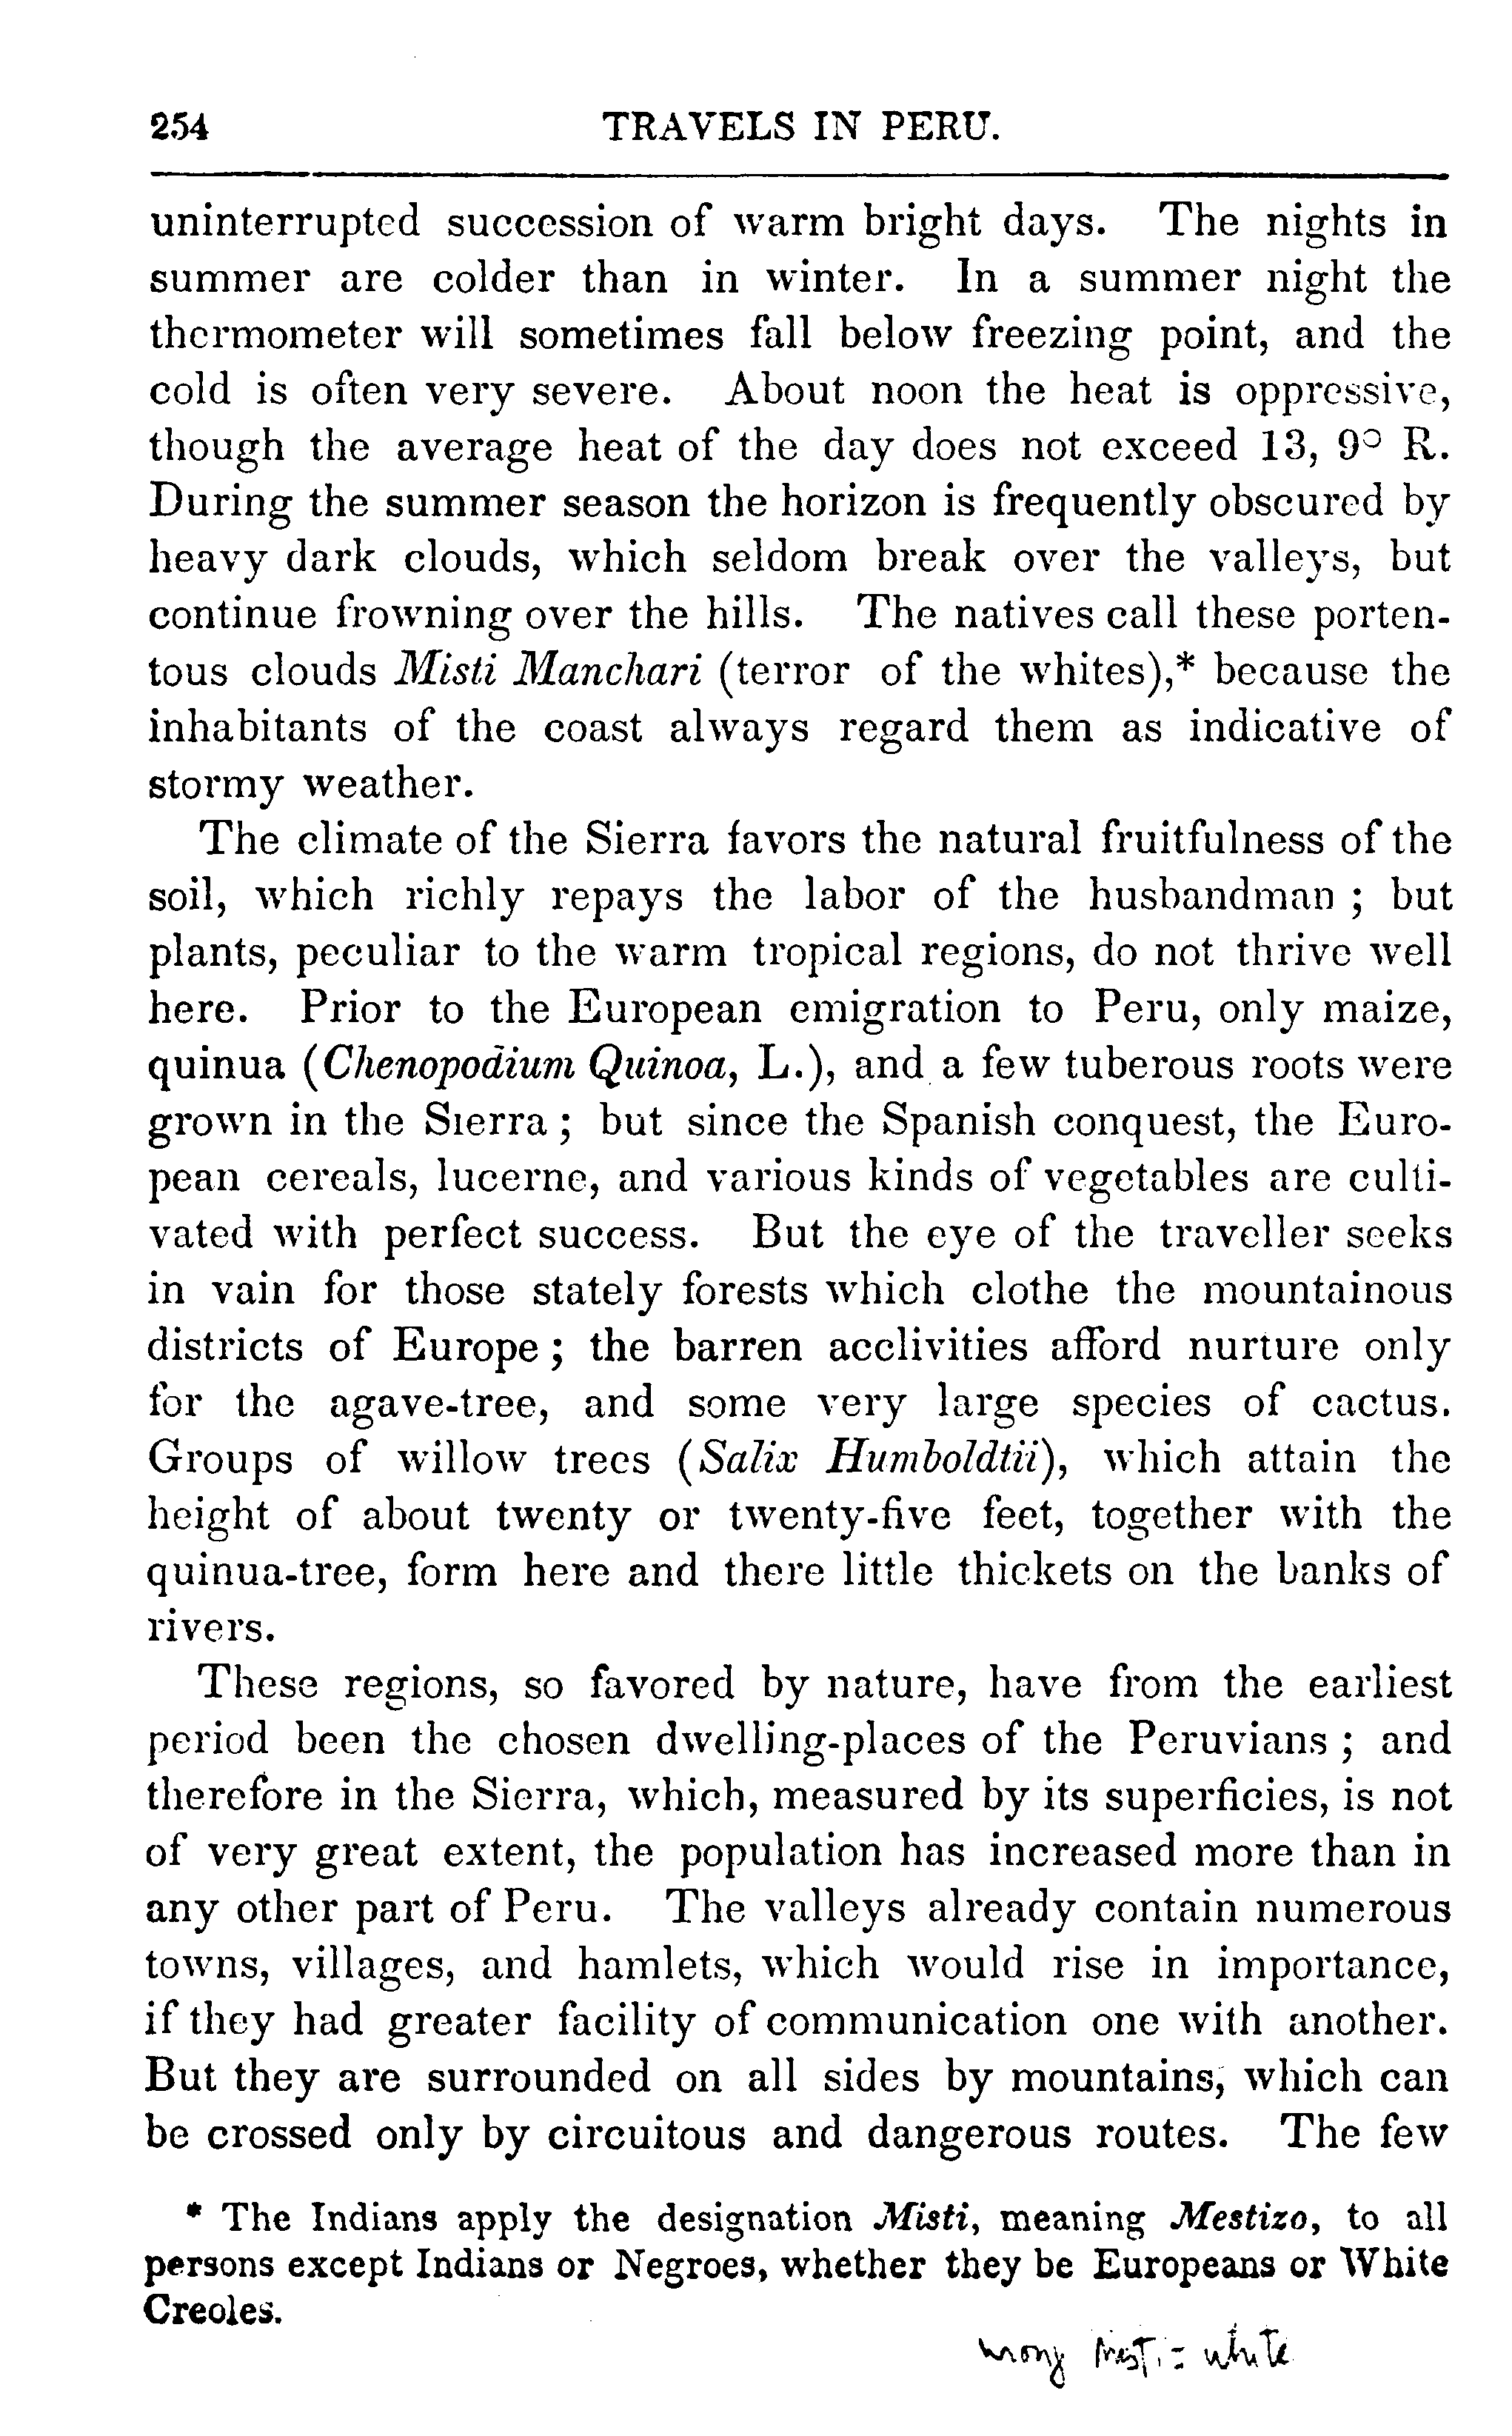 254 TRAVELS IN PERU.
uninterrupted succession of warm bright days. The nights in
summer are colder than in winter. In a summer night the
thermometer will sometimes fall below freezing point, and the
cold is often very severe. About noon the heat is oppressive,
though the average heat of the day does not exceed 13, 9° R.
During the summer season the horizon is frequently obscured by
heavy dark clouds, which seldom break over the valleys, but
continue frowning over the hills. The natives call these porten-
tous clouds Misti Manchari (terror of the whites),* because the
inhabitants of the coast always regard them as indicative of
stormy weather.
The climate of the Sierra favors the natural fruitfulness of the
soil, which richly repays the labor of the husbandman ; but
plants, peculiar to the warm tropical regions, do not thrive well
here. Prior to the European emigration to Peru, only maize,
quinua (Chenopodium Quinoa, L.), and a few tuberous roots were
grown in the Sierra ; but since the Spanish conquest, the Euro-
pean cereals, lucerne, and various kinds of vegetables are culti-
vated with perfect success. But the eye of the traveller seeks
in vain for those stately forests which clothe the mountainous
districts of Europe ; the barren acclivities afford nurture only
for the agave-tree, and some very large species of cactus.
Groups of willow trees (Salix Humboldtii), which attain the
height of about twenty or twenty-five feet, together with the
quinua-tree, form here and there little thickets on the banks of
rivers.
These regions, so favored by nature, have from the earliest
period been the chosen dwelling-places of the Peruvians ; and
therefore in the Sierra, which, measured by its superficies, is not
of very great extent, the population has increased more than in
any other part of Peru. The valleys already contain numerous
towns, villages, and hamlets, which would rise in importance,
if they had greater facility of communication one with another.
But they are surrounded on all sides by mountains, which can
be crossed only by circuitous and dangerous routes. The few
* The Indians apply the designation Misti, meaning Mestizo, to all
persons except Indians or Negroes, whether they be Europeans or White
Creoles.
wrong = white